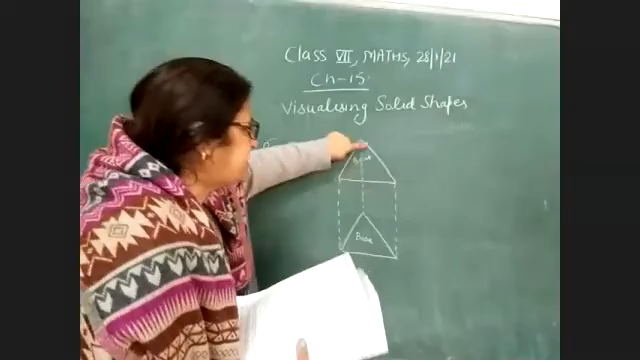 Class VII, MATHS, 28/1/21
Ch-15
Visualising Solid Shapes
Base